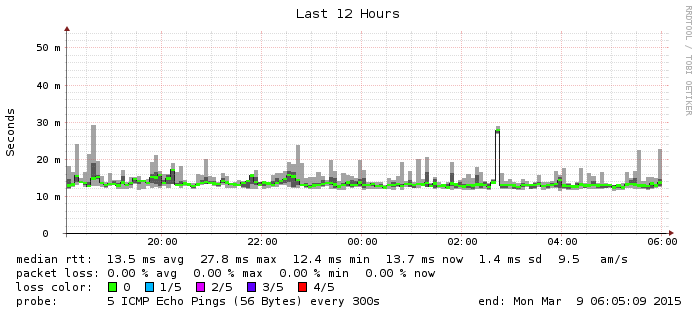 Last 12 Hours
RRDTOOL / TOBI OETIKER
Seconds
50 m
40 m
30 m
20 m
10 m
0
20:00 22:00 00:00 02:00 04:00 06:00
median rtt: 13.5 ms avg 27.8 ms max 12.4 ms min 13.7 ms now 1.4 ms sd 9.5 am/s
packet loss: 0.00 % avg 0.00 % max 0.00 % min 0.00 % now
loss color: 0 1/5 2/5 3/5 4/5
probe: 5 ICMP Echo Pings (56 Bytes) every 300s end: Mon Mar 9 06:05:09 2015